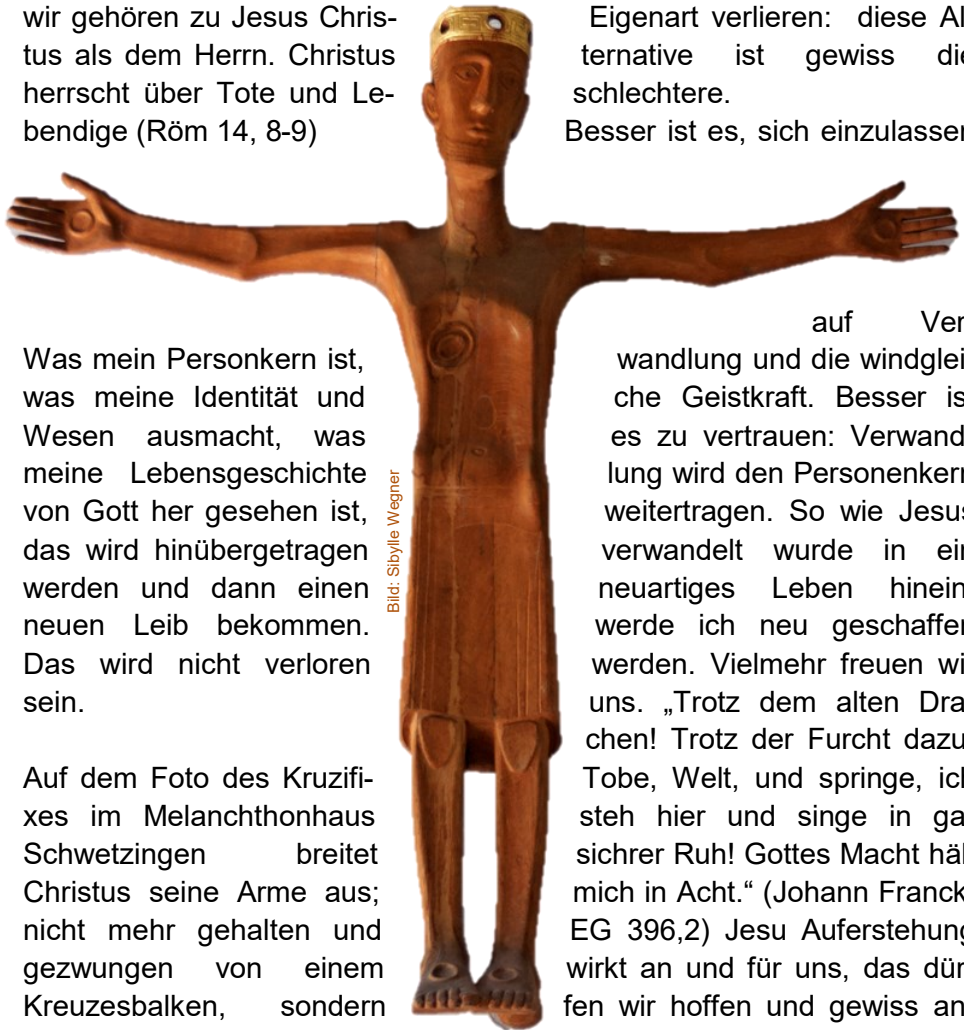 wir gehören zu Jesus Chris-
tus als dem Herrn. Christus
herrscht über Tote und Le-
bendige (Röm 14, 8-9)
Was mein Personkern ist,
was meine Identität und
Wesen ausmacht, was
meine Lebensgeschichte
von Gott her gesehen ist,
das wird hinübergetragen
werden und dann einen
neuen Leib bekommen.
Das wird nicht verloren
sein.
Auf dem Foto des Kruzifi-
xes im Melanchthonhaus
Schwetzingen breitet
Christus seine Arme aus;
nicht mehr gehalten und
gezwungen von einem
Kreuzesbalken, sondern
Bild: Sibylle Wegner
Eigenart verlieren: diese Al
ternative ist gewiss die
schlechtere.
Besser ist es, sich einzulassen
auf Ver
wandlung und die windglei
che Geistkraft. Besser is
es zu vertrauen: Verwand
lung wird den Personenkern
weitertragen. So wie Jesus
verwandelt wurde in ein
neuartiges Leben hinein
werde ich neu geschaffen
werden. Vielmehr freuen wi
uns. „Trotz dem alten Dra
chen! Trotz der Furcht dazu
Tobe, Welt, und springe, ich
steh hier und singe in ga
sichrer Ruh! Gottes Macht häl
mich in Acht.“ (Johann Franck
EG 396,2) Jesu Auferstehung
wirkt an und für uns, das dür
fen wir hoffen und gewiss an